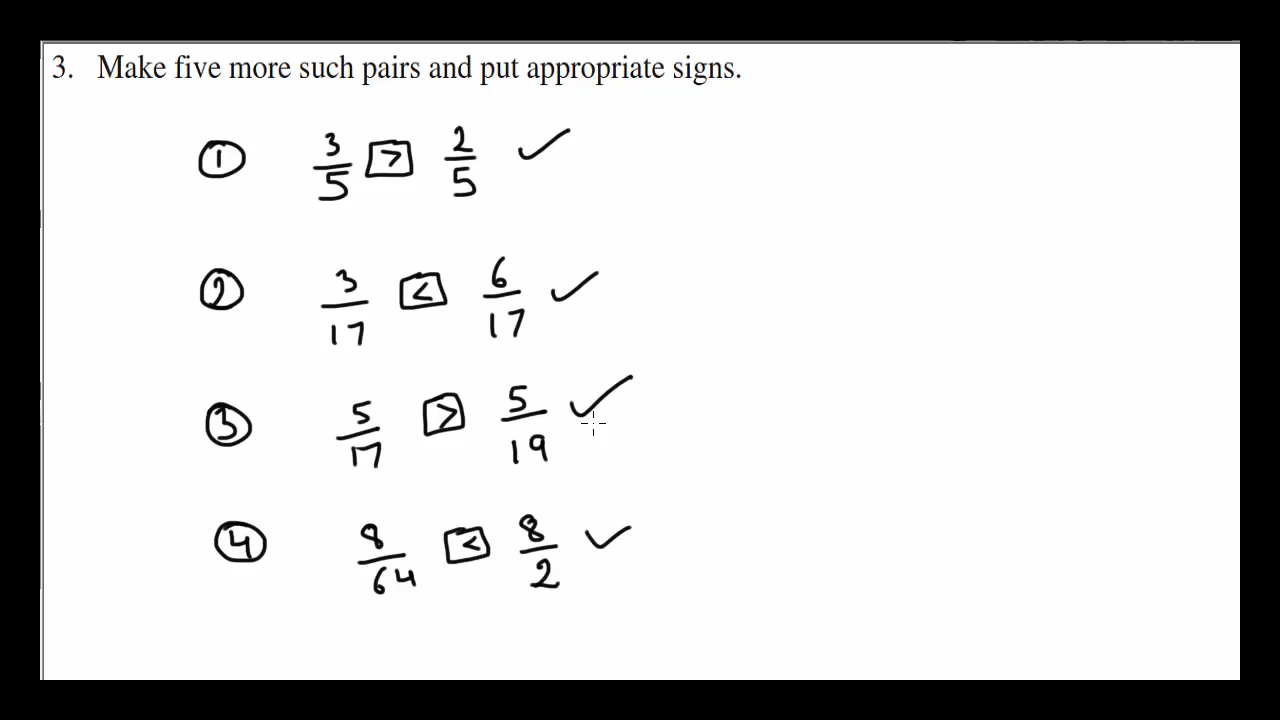 3. Make five more such pairs and put appropriate signs.
① 3/5 > 2/5 ✓
② 3/17 < 6/17 ✓
③ 5/17 > 5/19 ✓
④ 8/64 < 8/2 ✓